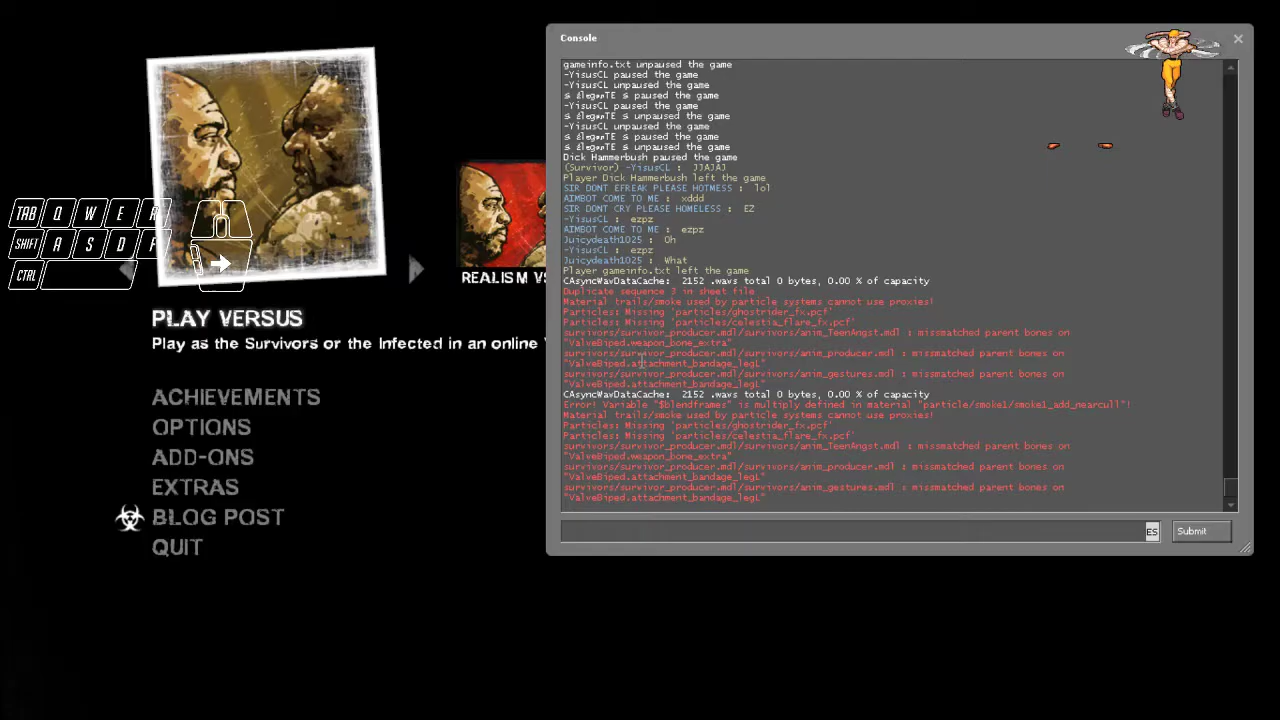 Console
gameinfo.txt unpaused the game
-YisusCL paused the game
-YisusCL unpaused the game
paused the game
-YisusCL paused the game
unpaused the game
-YisusCL unpaused the game
paused the game
unpaused the game
Dick Hammerbush paused the game
(Survivor) -YisusCL :  JJAJAJ
Player Dick Hammerbush left the game
SIR DONT EFREAK PLEASE HOTMESS :  lol
AIMBOT COME TO ME :  xddd
SIR DONT CRY PLEASE HOMELESS :  EZ
-YisusCL :  ezpz
AIMBOT COME TO ME :  ezpz
Juicydeath1025 :  Oh
-YisusCL :  ezpz
Juicydeath1025 :  What
Player gameinfo.txt left the game
CAsyncWavDataCache:  2152 .wavs total 0 bytes, 0.00 % of capacity
Duplicate sequence 3 in sheet file
Material trails/smoke used by particle systems cannot use proxies!
Particles: Missing 'particles/ghostrider_fx.pcf'
Particles: Missing 'particles/celestia_flare_fx.pcf'
survivors/survivor_producer.mdl/survivors/anim_TeenAngst.mdl : missmatched parent bones on
"ValveBiped.weapon_bone_extra"
survivors/survivor_producer.mdl/survivors/anim_producer.mdl : missmatched parent bones on
"ValveBiped.attachment_bandage_legL"
survivors/survivor_producer.mdl/survivors/anim_gestures.mdl : missmatched parent bones on
"ValveBiped.attachment_bandage_legL"
CAsyncWavDataCache:  2152 .wavs total 0 bytes, 0.00 % of capacity
Error! Variable "$blendframes" is multiply defined in material "particle/smoke1/smoke1_add_nearcull"!
Material trails/smoke used by particle systems cannot use proxies!
Particles: Missing 'particles/ghostrider_fx.pcf'
Particles: Missing 'particles/celestia_flare_fx.pcf'
survivors/survivor_producer.mdl/survivors/anim_TeenAngst.mdl : missmatched parent bones on
"ValveBiped.weapon_bone_extra"
survivors/survivor_producer.mdl/survivors/anim_producer.mdl : missmatched parent bones on
"ValveBiped.attachment_bandage_legL"
survivors/survivor_producer.mdl/survivors/anim_gestures.mdl : missmatched parent bones on
"ValveBiped.attachment_bandage_legL"
ES
Submit
TAB Q W E R
SHIFT A S D F
CTRL
REALISM VS
PLAY VERSUS
Play as the Survivors or the Infected in an online
ACHIEVEMENTS
OPTIONS
ADD-ONS
EXTRAS
BLOG POST
QUIT